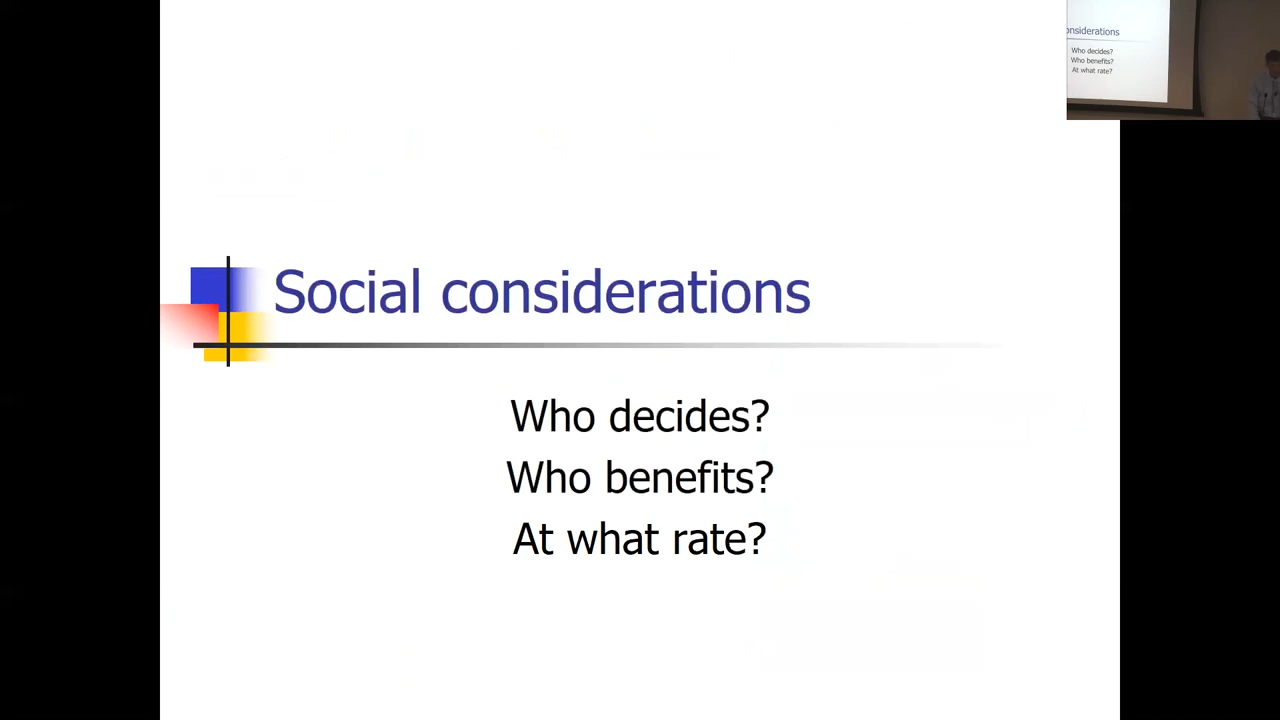 Social considerations
Who decides?
Who benefits?
At what rate?
onsiderations
Who decides?
Who benefits?
At what rate?